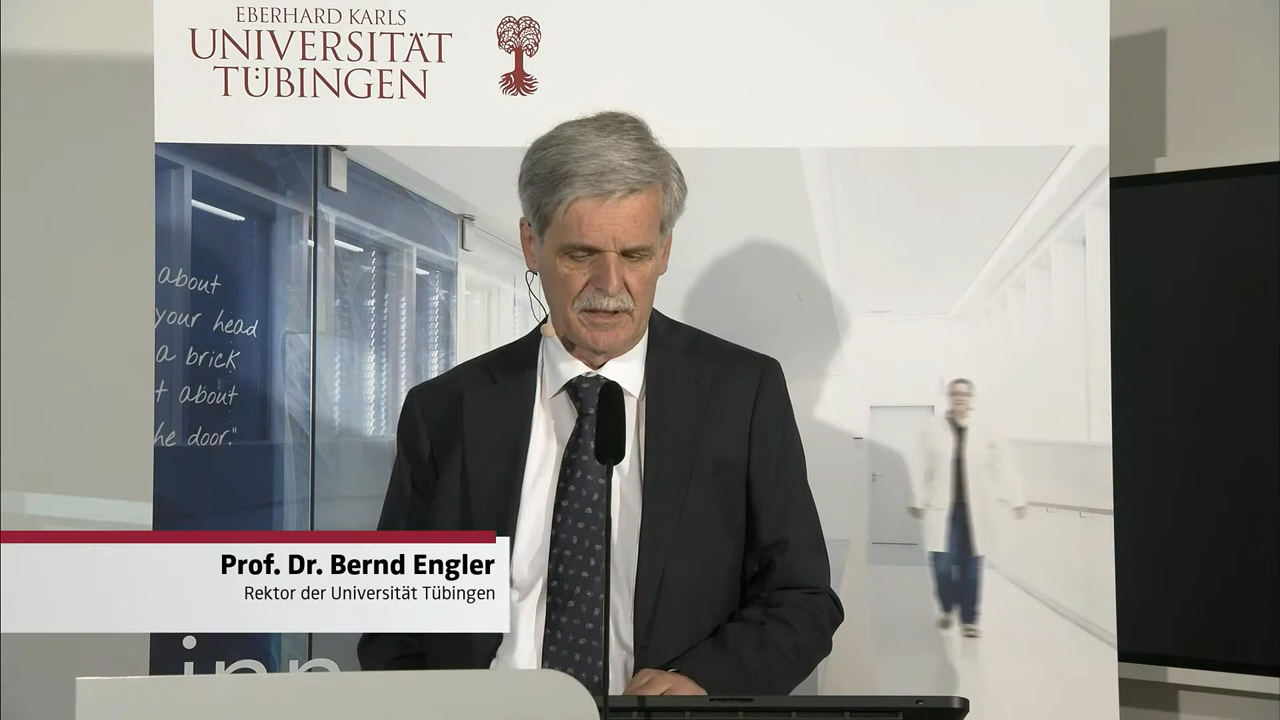 EBERHARD KARLS
UNIVERSITÄT
TÜBINGEN
about
your head
a brick
t about
he door."
Prof. Dr. Bernd Engler
Rektor der Universität Tübingen